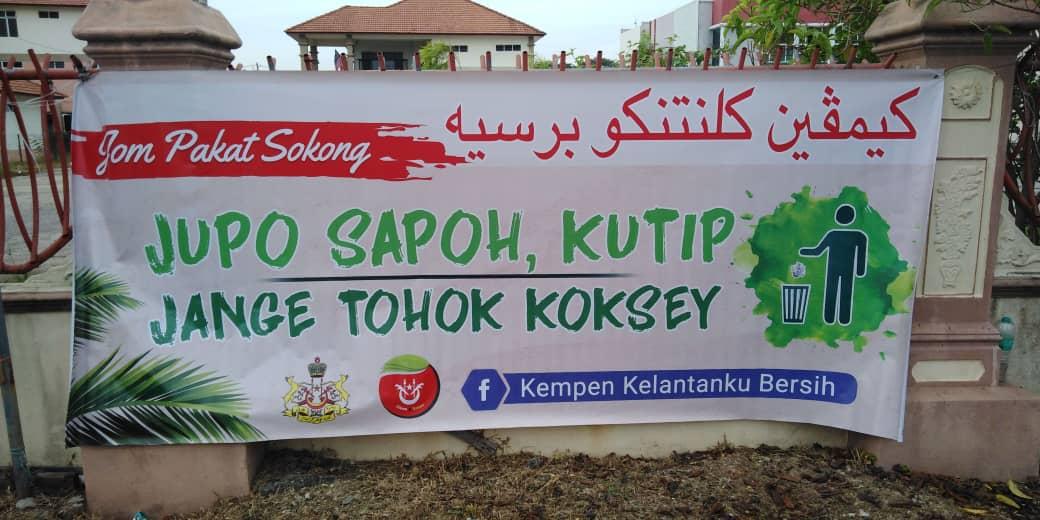 كيمڤين كلنتنكو برسيه
Jom Pakat Sokong
JUPO SAPOH, KUTIP
JANGE TOHOK KOKSEY
f Kempen Kelantanku Bersih